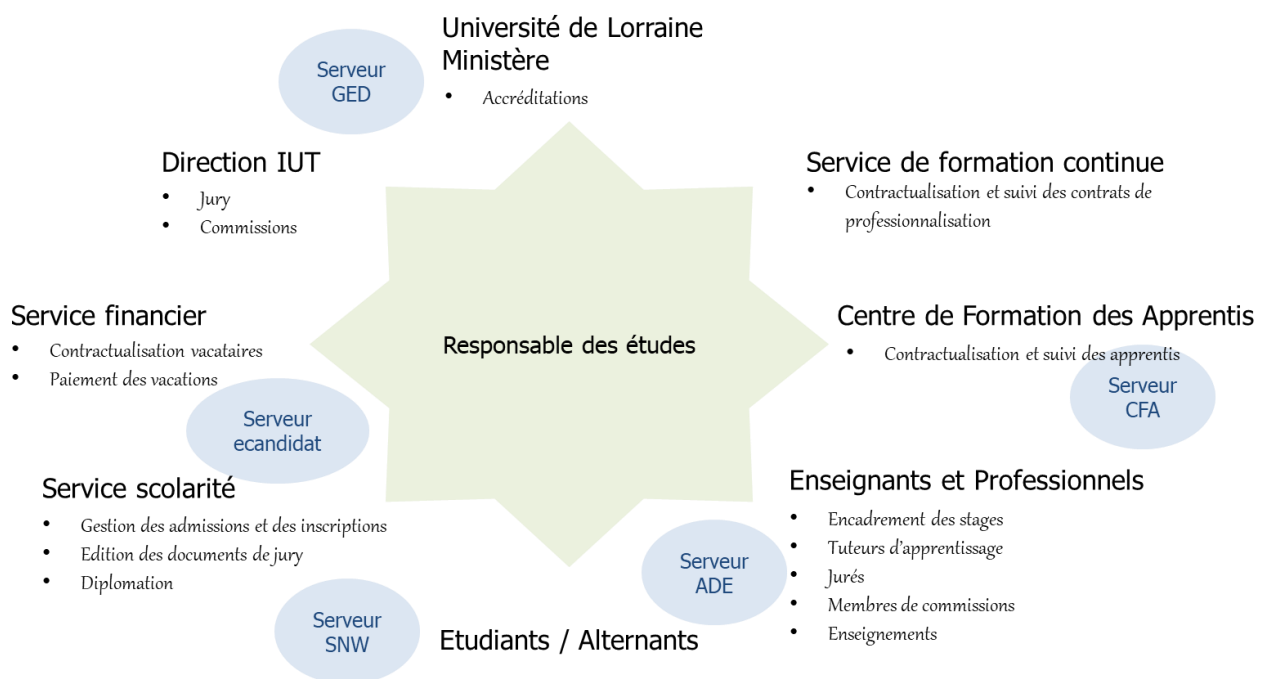 Université de Lorraine
Ministère
• Accréditations
Serveur
GED
Direction IUT
• Jury
• Commissions
Service de formation continue
• Contractualisation et suivi des contrats de
professionnalisation
Service financier
• Contractualisation vacataires
• Paiement des vacations
Responsable des études
Centre de Formation des Apprentis
• Contractualisation et suivi des apprentis
Serveur
CFA
Serveur
ecandidat
Service scolarité
• Gestion des admissions et des inscriptions
• Edition des documents de jury
• Diplomation
Enseignants et Professionnels
• Encadrement des stages
• Tuteurs d’apprentissage
• Jurés
• Membres de commissions
• Enseignements
Serveur
ADE
Serveur
SNW
Etudiants / Alternants